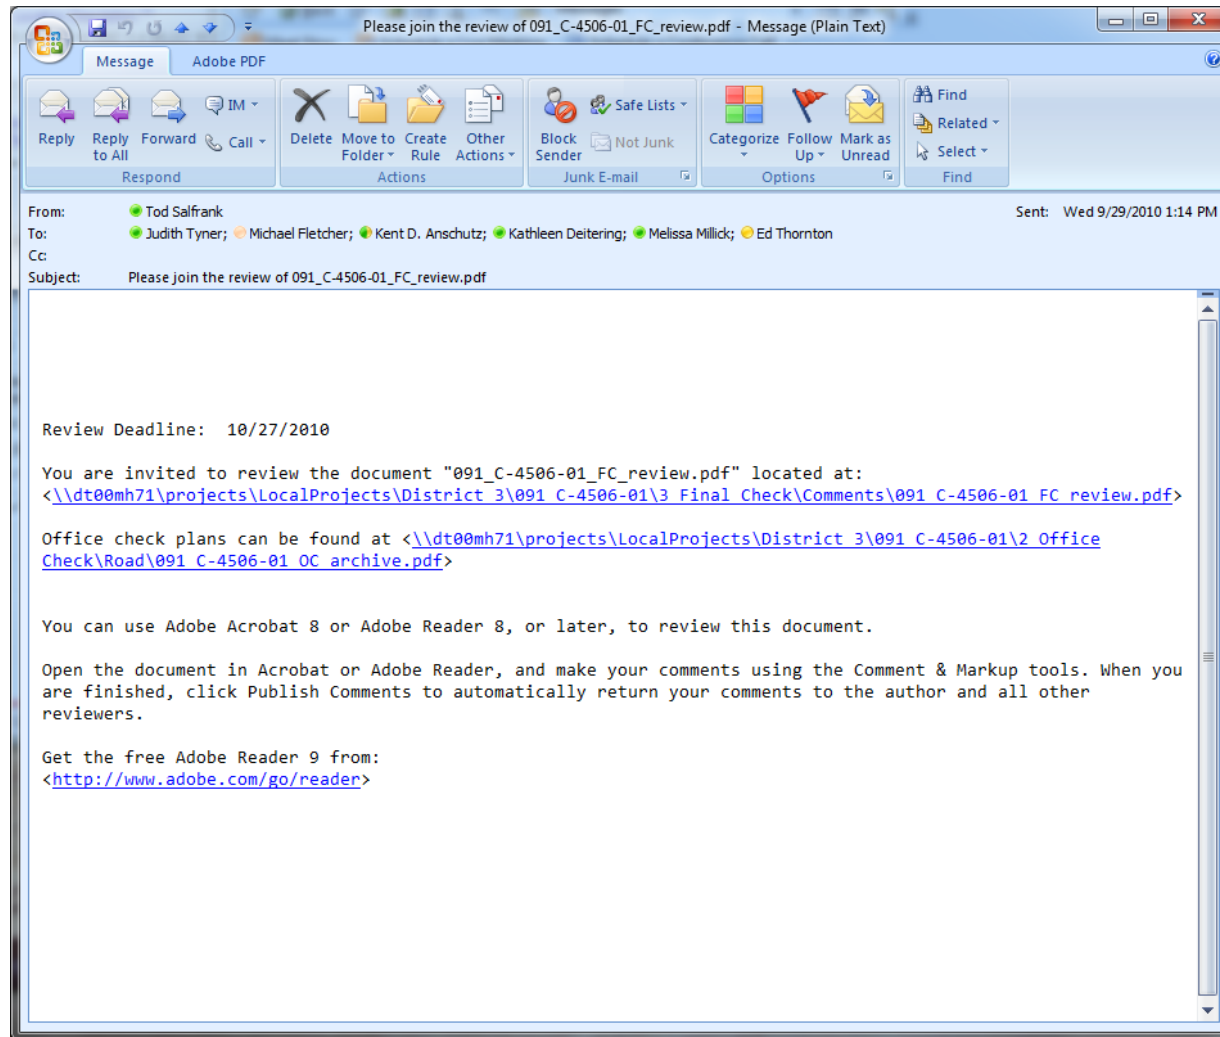 Please join the review of 091_C-4506-01_FC_review.pdf - Message (Plain Text)
Message Adobe PDF
Reply Reply to All Forward IM Call
Delete Move to Folder Create Rule Other Actions
Block Sender Safe Lists Not Junk
Categorize Follow Up Mark as Unread
Find Related Select
Respond Actions Junk E-mail Options Find
From: Tod Salfrank Sent: Wed 9/29/2010 1:14 PM
To: Judith Tyner; Michael Fletcher; Kent D. Anschutz; Kathleen Deitering; Melissa Millick; Ed Thornton
Cc:
Subject: Please join the review of 091_C-4506-01_FC_review.pdf
Review Deadline: 10/27/2010
You are invited to review the document "091_C-4506-01_FC_review.pdf" located at:
<\\dt00mh71\projects\LocalProjects\District 3\091 C-4506-01\3 Final Check\Comments\091 C-4506-01 FC review.pdf>
Office check plans can be found at <\\dt00mh71\projects\LocalProjects\District 3\091 C-4506-01\2 Office
Check\Road\091 C-4506-01 OC archive.pdf>
You can use Adobe Acrobat 8 or Adobe Reader 8, or later, to review this document.
Open the document in Acrobat or Adobe Reader, and make your comments using the Comment & Markup tools. When you
are finished, click Publish Comments to automatically return your comments to the author and all other
reviewers.
Get the free Adobe Reader 9 from:
<http://www.adobe.com/go/reader>